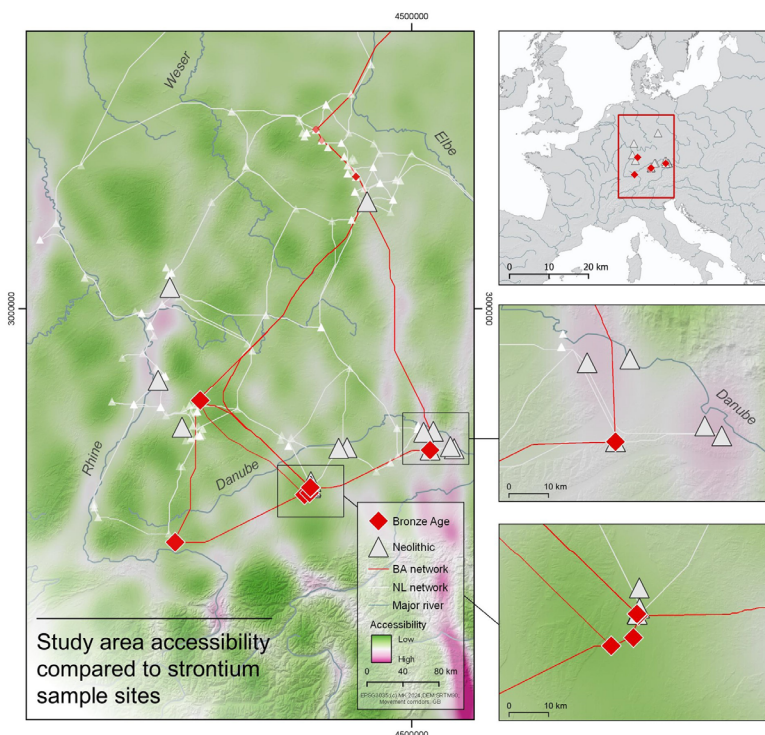 4500000
Weser
Elbe
3000000
3000000
Rhine
Danube
Bronze Age
Neolithic
BA network
NL network
Major river
Accessibility
Low
High
0 40 80 km
Study area accessibility
compared to strontium
sample sites
4500000
0 10 20 km
Danube
0 10 km
0 10 km